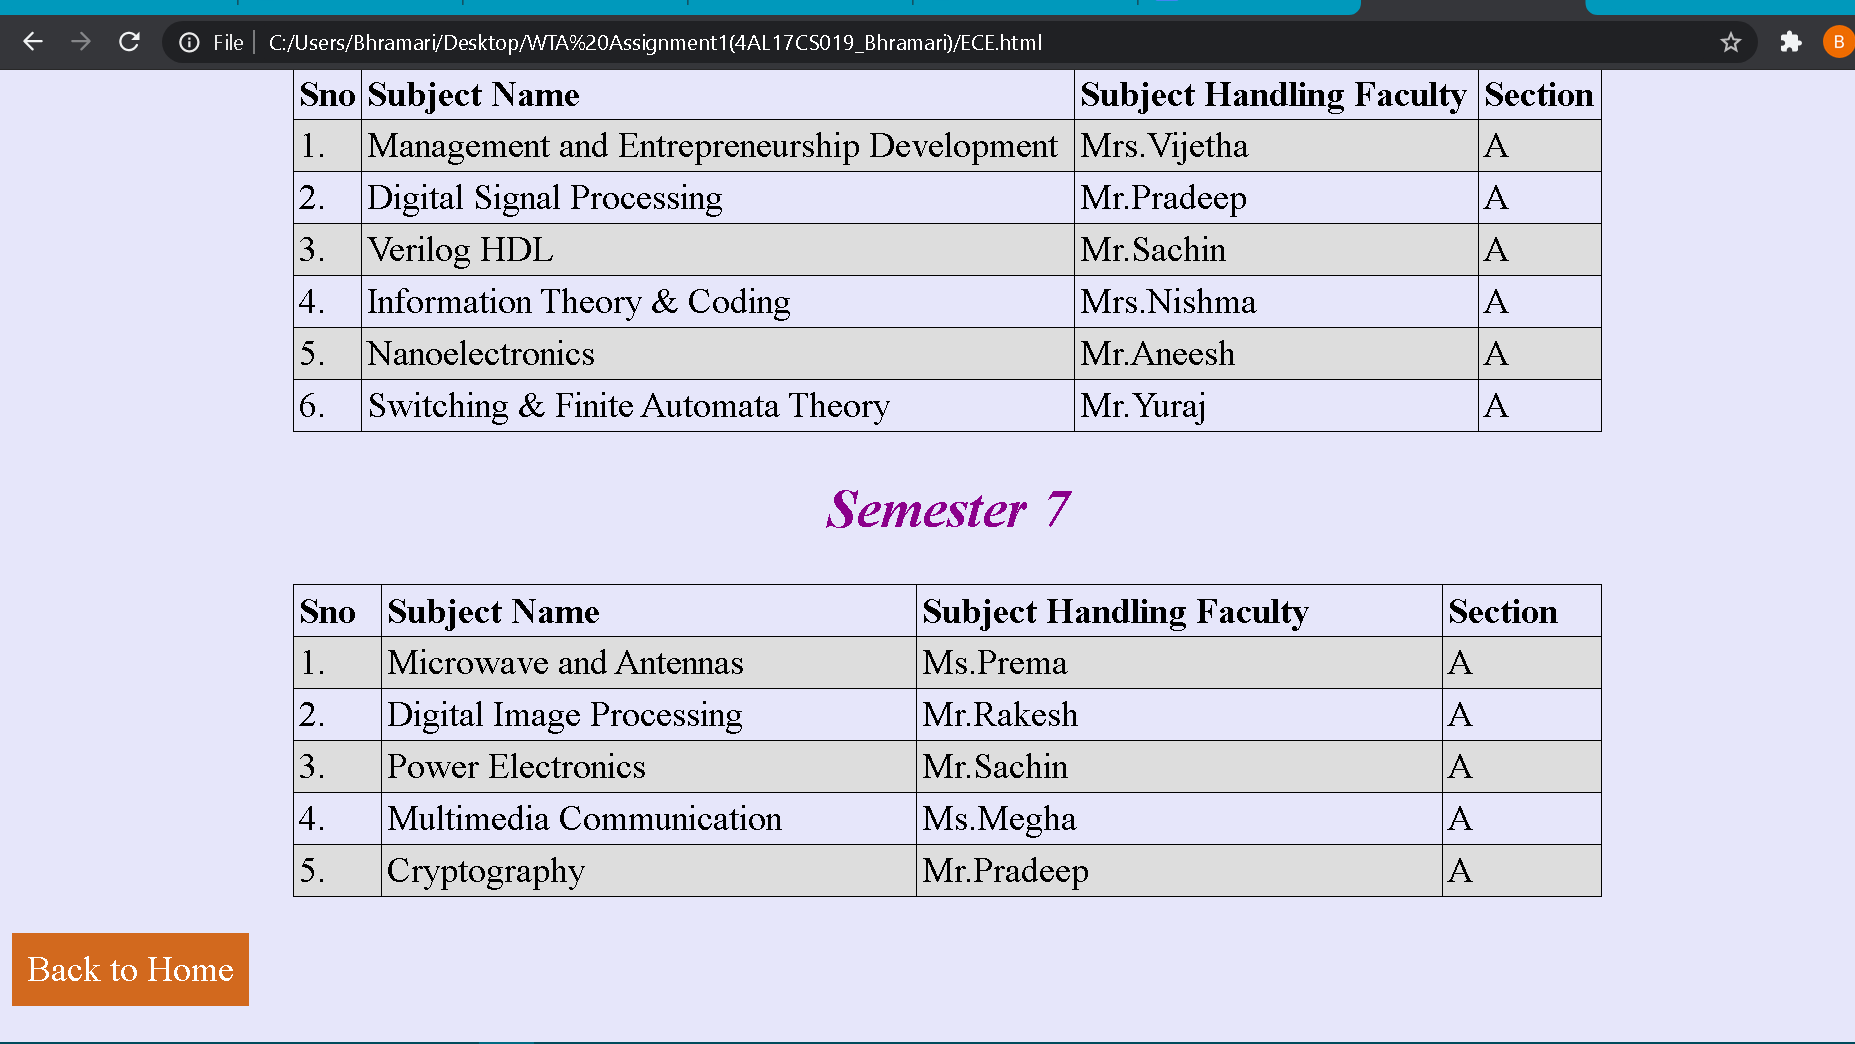 File C:/Users/Bhramari/Desktop/WTA%20Assignment1(4AL17CS019_Bhramari)/ECE.html B
Sno Subject Name Subject Handling Faculty Section
1. Management and Entrepreneurship Development Mrs.Vijetha A
2. Digital Signal Processing Mr.Pradeep A
3. Verilog HDL Mr.Sachin A
4. Information Theory & Coding Mrs.Nishma A
5. Nanoelectronics Mr.Aneesh A
6. Switching & Finite Automata Theory Mr.Yuraj A
Semester 7
Sno Subject Name Subject Handling Faculty Section
1. Microwave and Antennas Ms.Prema A
2. Digital Image Processing Mr.Rakesh A
3. Power Electronics Mr.Sachin A
4. Multimedia Communication Ms.Megha A
5. Cryptography Mr.Pradeep A
Back to Home